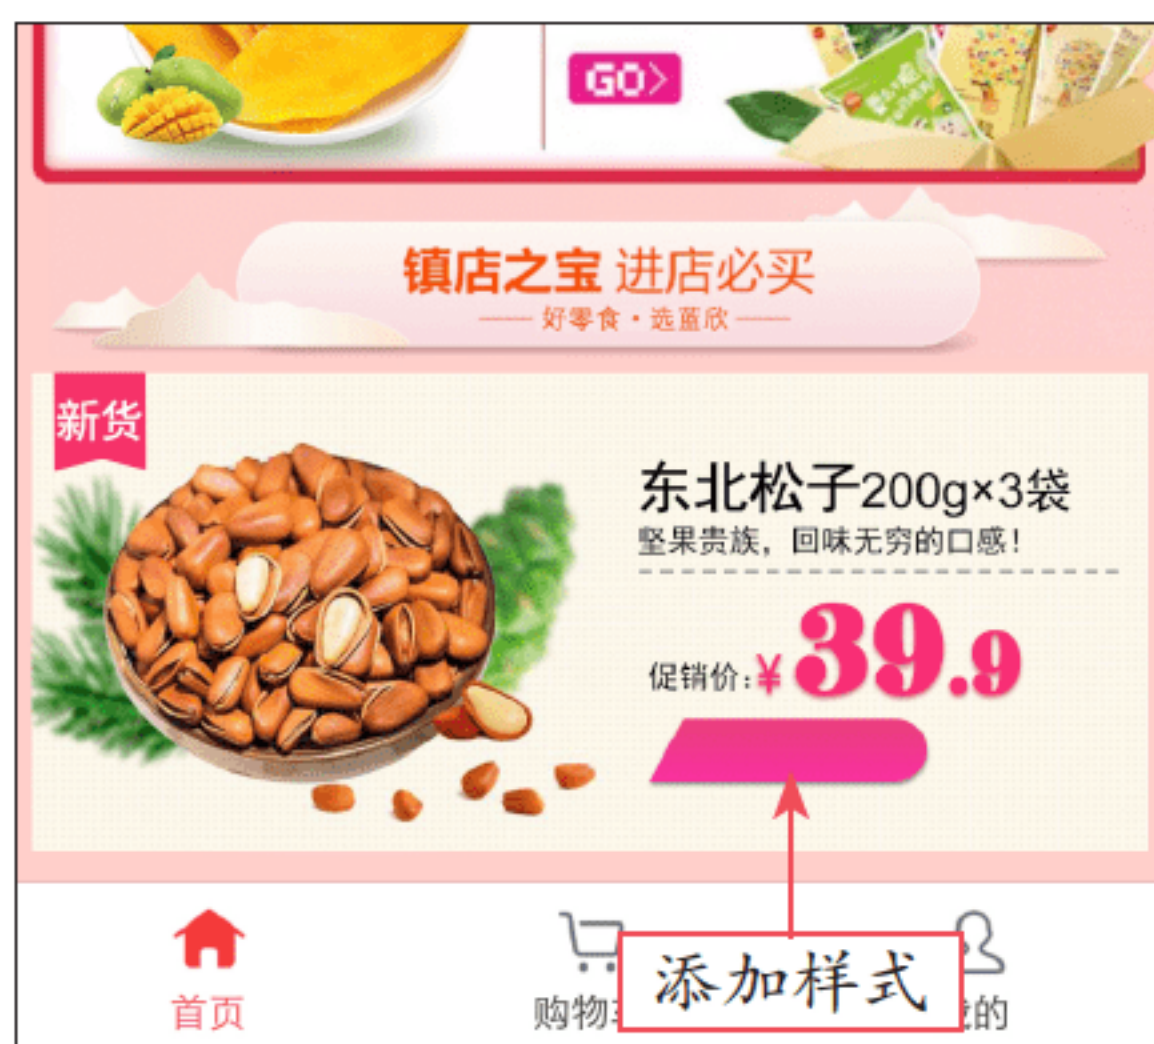 GO>
镇店之宝 进店必买
好零食·选蓝欣
新货
东北松子200g×3袋
坚果贵族，回味无穷的口感！
促销价:¥39.9
添加样式
首页
购物
的